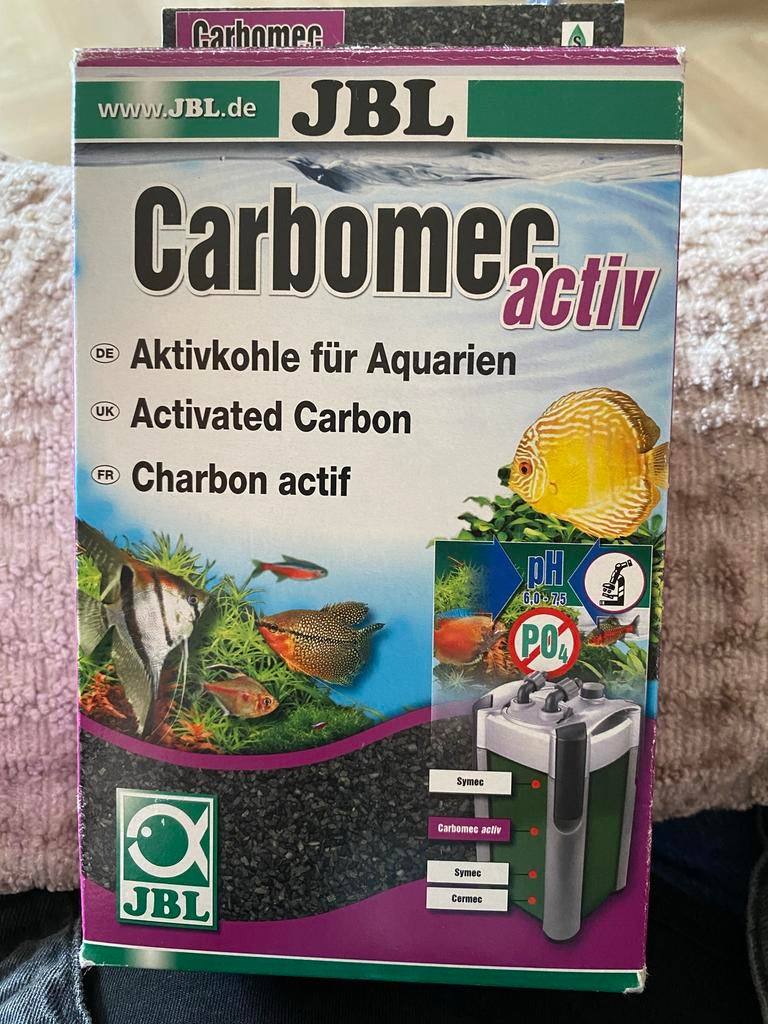 Carbomec
S
www.JBL.de
JBL
Carbomec
activ
DE Aktivkohle für Aquarien
UK Activated Carbon
FR Charbon actif
pH
6,0 - 7,5
PO4
Symec
Carbomec activ
Symec
Cermec
JBL